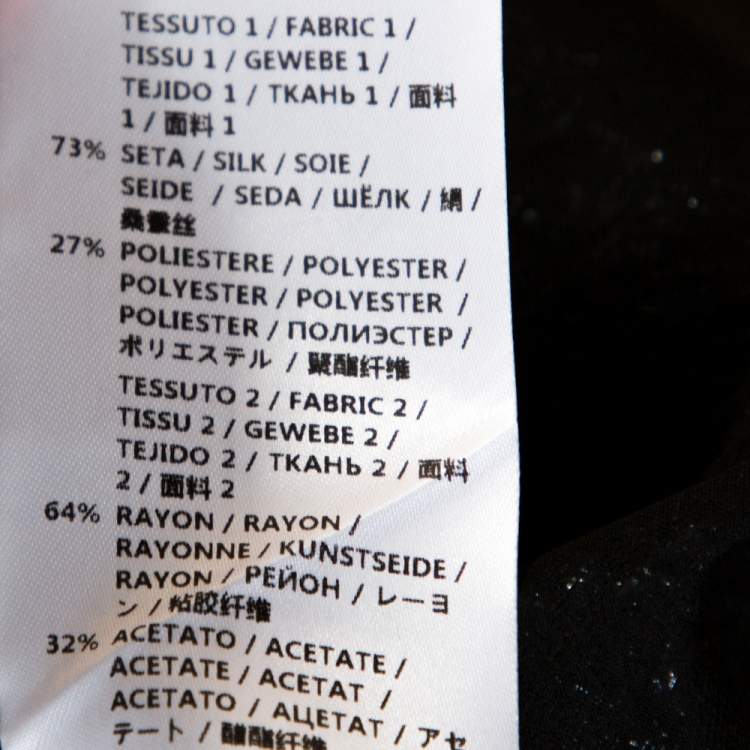 TESSUTO 1 / FABRIC 1 /
TISSU 1 / GEWEBE 1 /
TEJIDO 1 / ТКАНЬ 1 / 面料
1 / 面料 1
73% SETA / SILK / SOIE /
SEIDE / SEDA / ШЁЛК / 絹 /
桑蚕丝
27% POLIESTERE / POLYESTER /
POLYESTER / POLYESTER /
POLIESTER / ПОЛИЭСТЕР /
ポリエステル / 聚酯纤维
TESSUTO 2 / FABRIC 2 /
TISSU 2 / GEWEBE 2 /
TEJIDO 2 / ТКАНЬ 2 / 面料
2 / 面料 2
64% RAYON / RAYON /
RAYONNE / KUNSTSEIDE /
RAYON / РЕЙОН / レーヨ
ン / 粘胶纤维
32% ACETATO / ACETATE /
ACETATE / ACETAT /
ACETATO / АЦЕТАТ / アセ
テート / 醋酯纤维